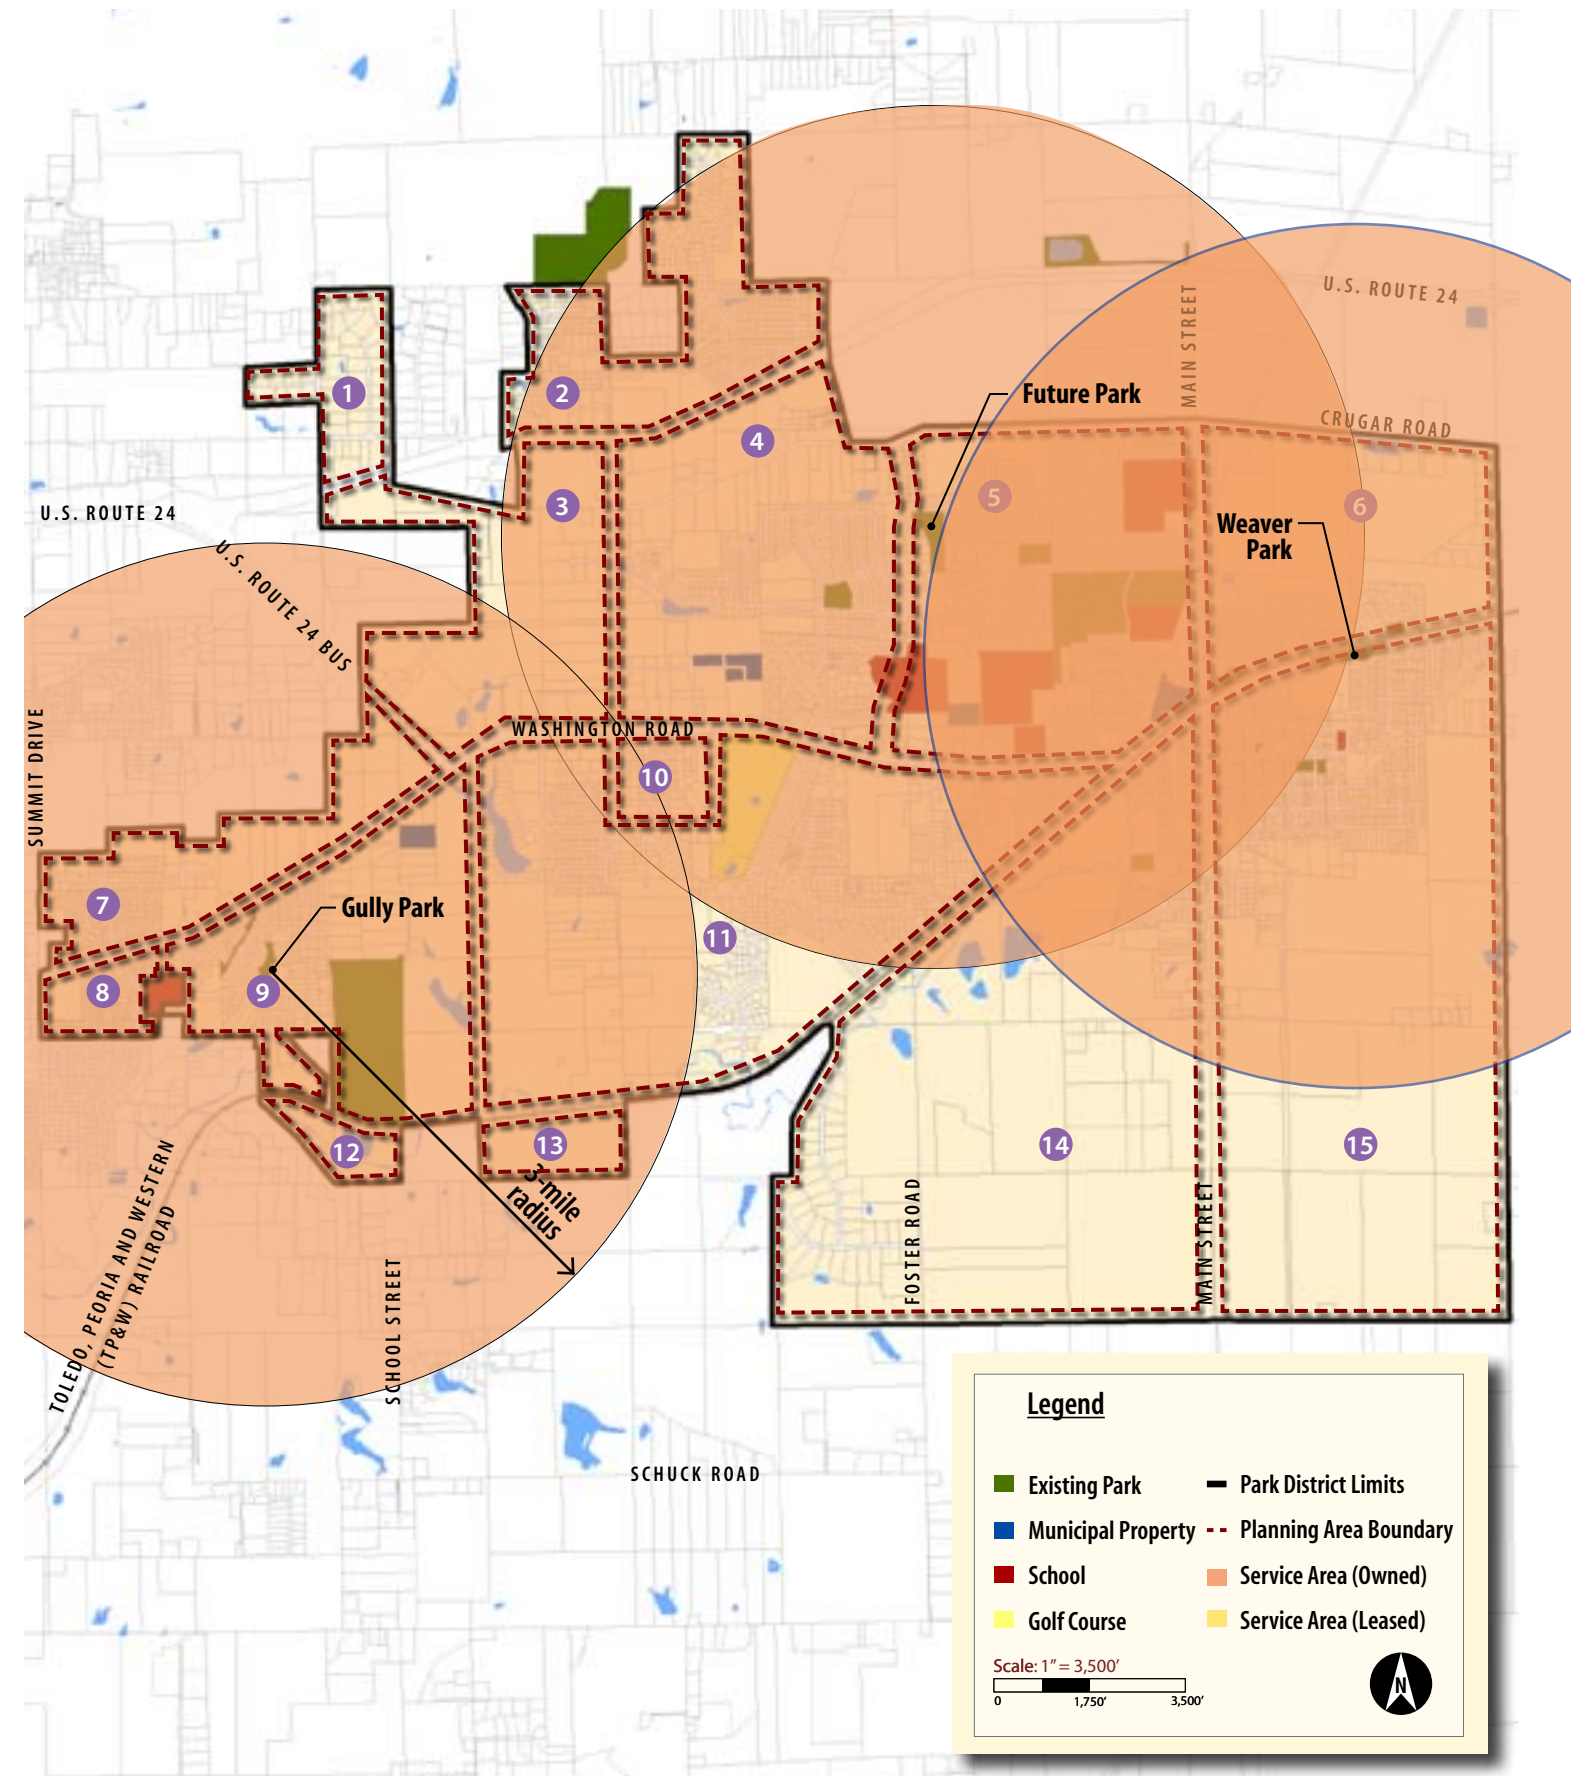 U.S. ROUTE 24
MAIN STREET
1
2
Future Park
CRUGAR ROAD
4
5
3
6
U.S. ROUTE 24
Weaver
Park
U.S. ROUTE 24 BUS
SUMMIT DRIVE
WASHINGTON ROAD
10
7
Gully Park
11
8
9
12
13
14
15
3-mile
radius
TOLEDO, PEORIA AND WESTERN
(TP&W) RAILROAD
SCHOOL STREET
FOSTER ROAD
MAIN STREET
SCHUCK ROAD
Legend
Existing Park
Municipal Property
School
Golf Course
Park District Limits
Planning Area Boundary
Service Area (Owned)
Service Area (Leased)
Scale: 1” = 3,500’
0 1,750’ 3,500’
N